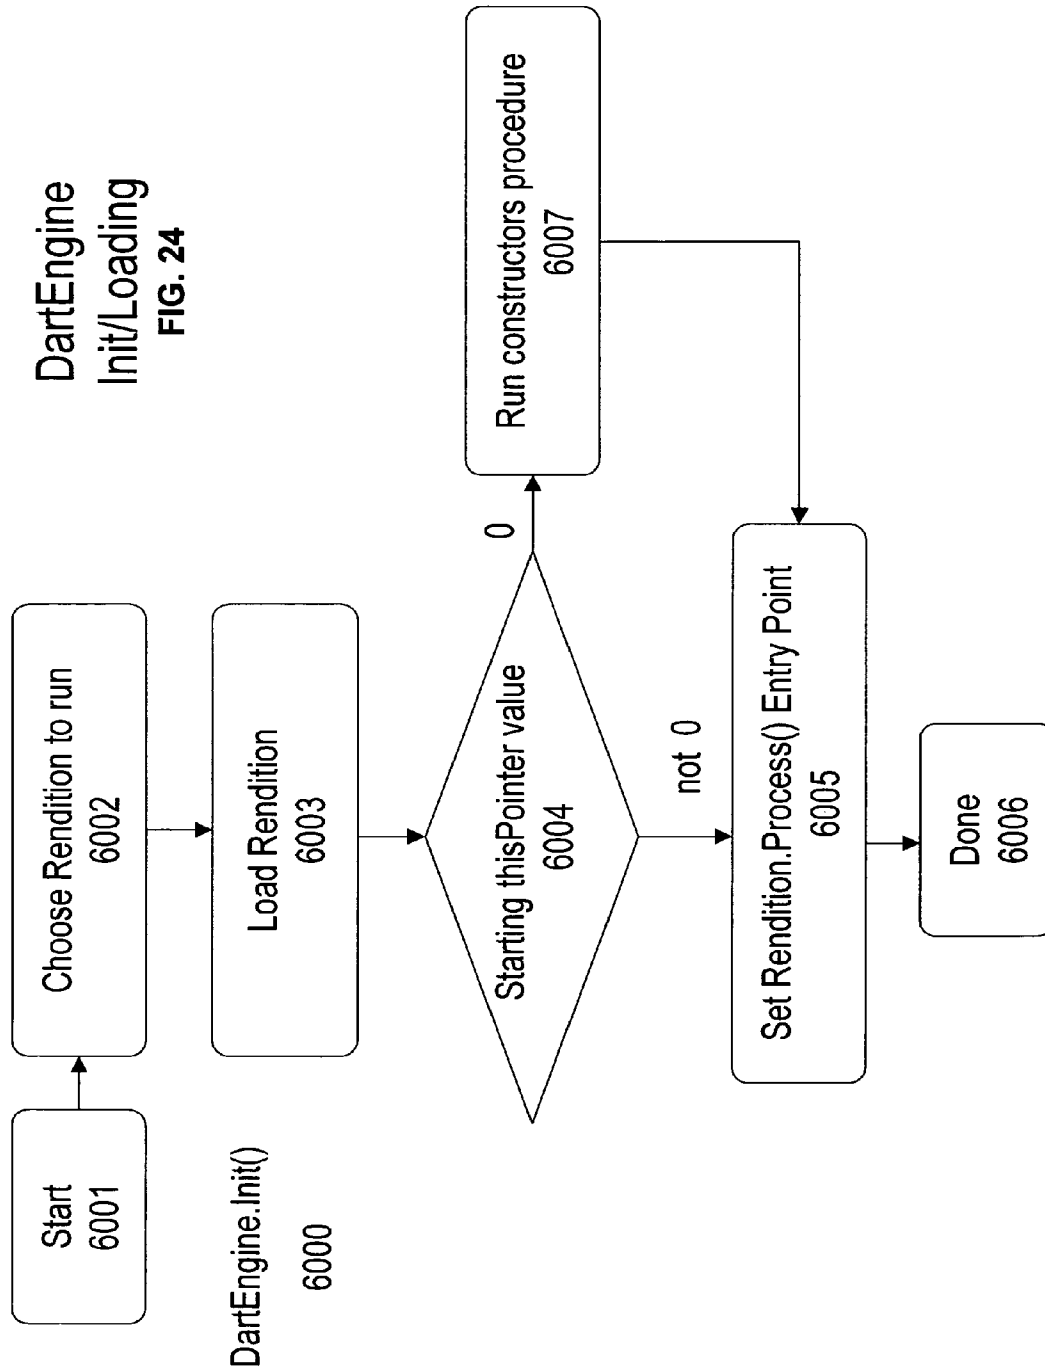 DartEngine
Init/Loading
FIG. 24
DartEngine.Init()
6000
Start
6001
Choose Rendition to run
6002
Load Rendition
6003
Starting thisPointer value
6004
0
Run constructors procedure
6007
not 0
Set Rendition.Process() Entry Point
6005
Done
6006